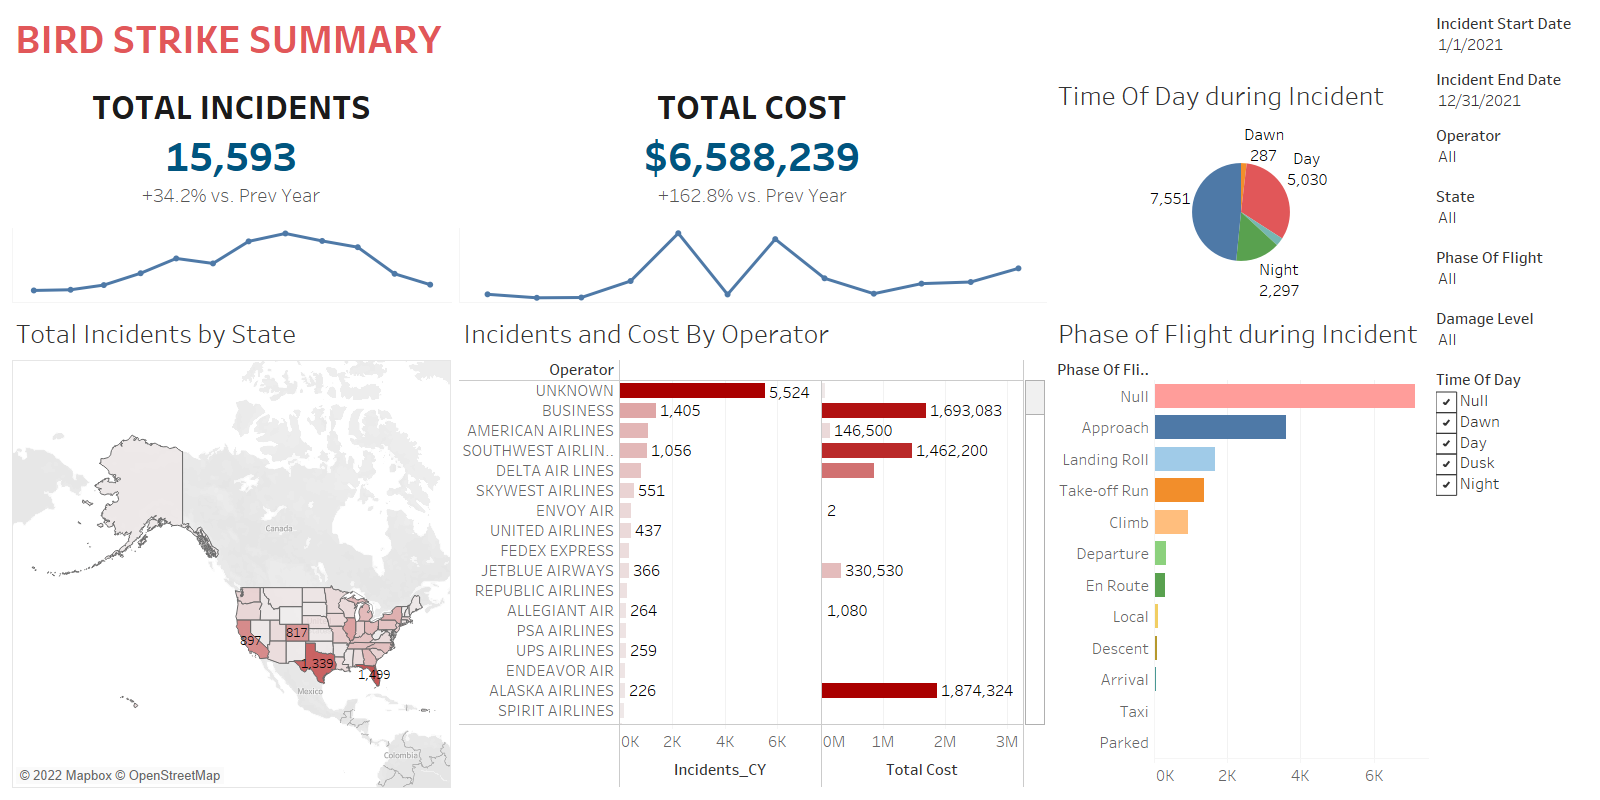 BIRD STRIKE SUMMARY
TOTAL INCIDENTS
15,593
+34.2% vs. Prev Year
TOTAL COST
$6,588,239
+162.8% vs. Prev Year
Time Of Day during Incident
Dawn
287
Day
5,030
7,551
Night
2,297
Incident Start Date
1/1/2021
Incident End Date
12/31/2021
Operator
All
State
All
Phase Of Flight
All
Damage Level
All
Time Of Day
Null
Dawn
Day
Dusk
Night
Total Incidents by State
Canada
897
817
1,339
1,499
Mexico
Colombia
© 2022 Mapbox © OpenStreetMap
Incidents and Cost By Operator
Operator
UNKNOWN 5,524
BUSINESS 1,405 1,693,083
AMERICAN AIRLINES 146,500
SOUTHWEST AIRLIN.. 1,056 1,462,200
DELTA AIR LINES
SKYWEST AIRLINES 551
ENVOY AIR 2
UNITED AIRLINES 437
FEDEX EXPRESS
JETBLUE AIRWAYS 366 330,530
REPUBLIC AIRLINES
ALLEGIANT AIR 264 1,080
PSA AIRLINES
UPS AIRLINES 259
ENDEAVOR AIR
ALASKA AIRLINES 226 1,874,324
SPIRIT AIRLINES
0K 2K 4K 6K 0M 1M 2M 3M
Incidents_CY Total Cost
Phase of Flight during Incident
Phase Of Fli..
Null
Approach
Landing Roll
Take-off Run
Climb
Departure
En Route
Local
Descent
Arrival
Taxi
Parked
0K 2K 4K 6K